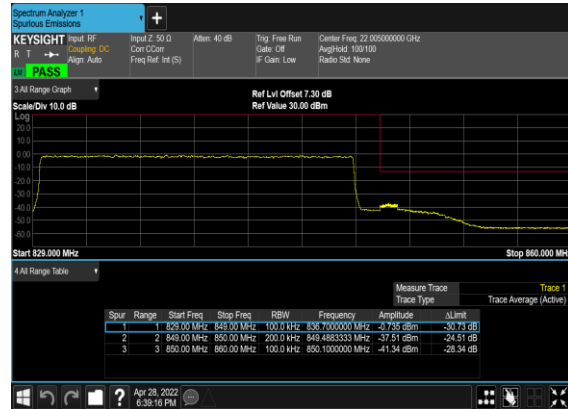 Spectrum Analyzer 1
Spurious Emissions
+
KEYSIGHT Input: RF Input Z: 50 Ω Atten: 40 dB Trig: Free Run Center Freq: 22.005000000 GHz
R T Coupling: DC Corr CCorr Gate: Off Avg|Hold: 100/100
Align: Auto Freq Ref: Int (S) IF Gain: Low Radio Std: None
LW PASS
3 All Range Graph
Ref Lvl Offset 7.30 dB
Scale/Div 10.0 dB Ref Value 30.00 dBm
Log
20.0
10.0
0.00
-10.0
-20.0
-30.0
-40.0
-50.0
-60.0
Start 829.000 MHz Stop 860.000 MH
4 All Range Table
Measure Trace Trace 1
Trace Type Trace Average (Active)
Spur Range Start Freq Stop Freq RBW Frequency Amplitude ΔLimit
1 1 829.00 MHz 849.00 MHz 100.0 kHz 836.7000000 MHz -0.735 dBm -30.73 dB
2 2 849.00 MHz 850.00 MHz 200.0 kHz 849.4883333 MHz -37.51 dBm -24.51 dB
3 3 850.00 MHz 860.00 MHz 100.0 kHz 850.1000000 MHz -41.34 dBm -28.34 dB
? Apr 28, 2022
6:39:16 PM